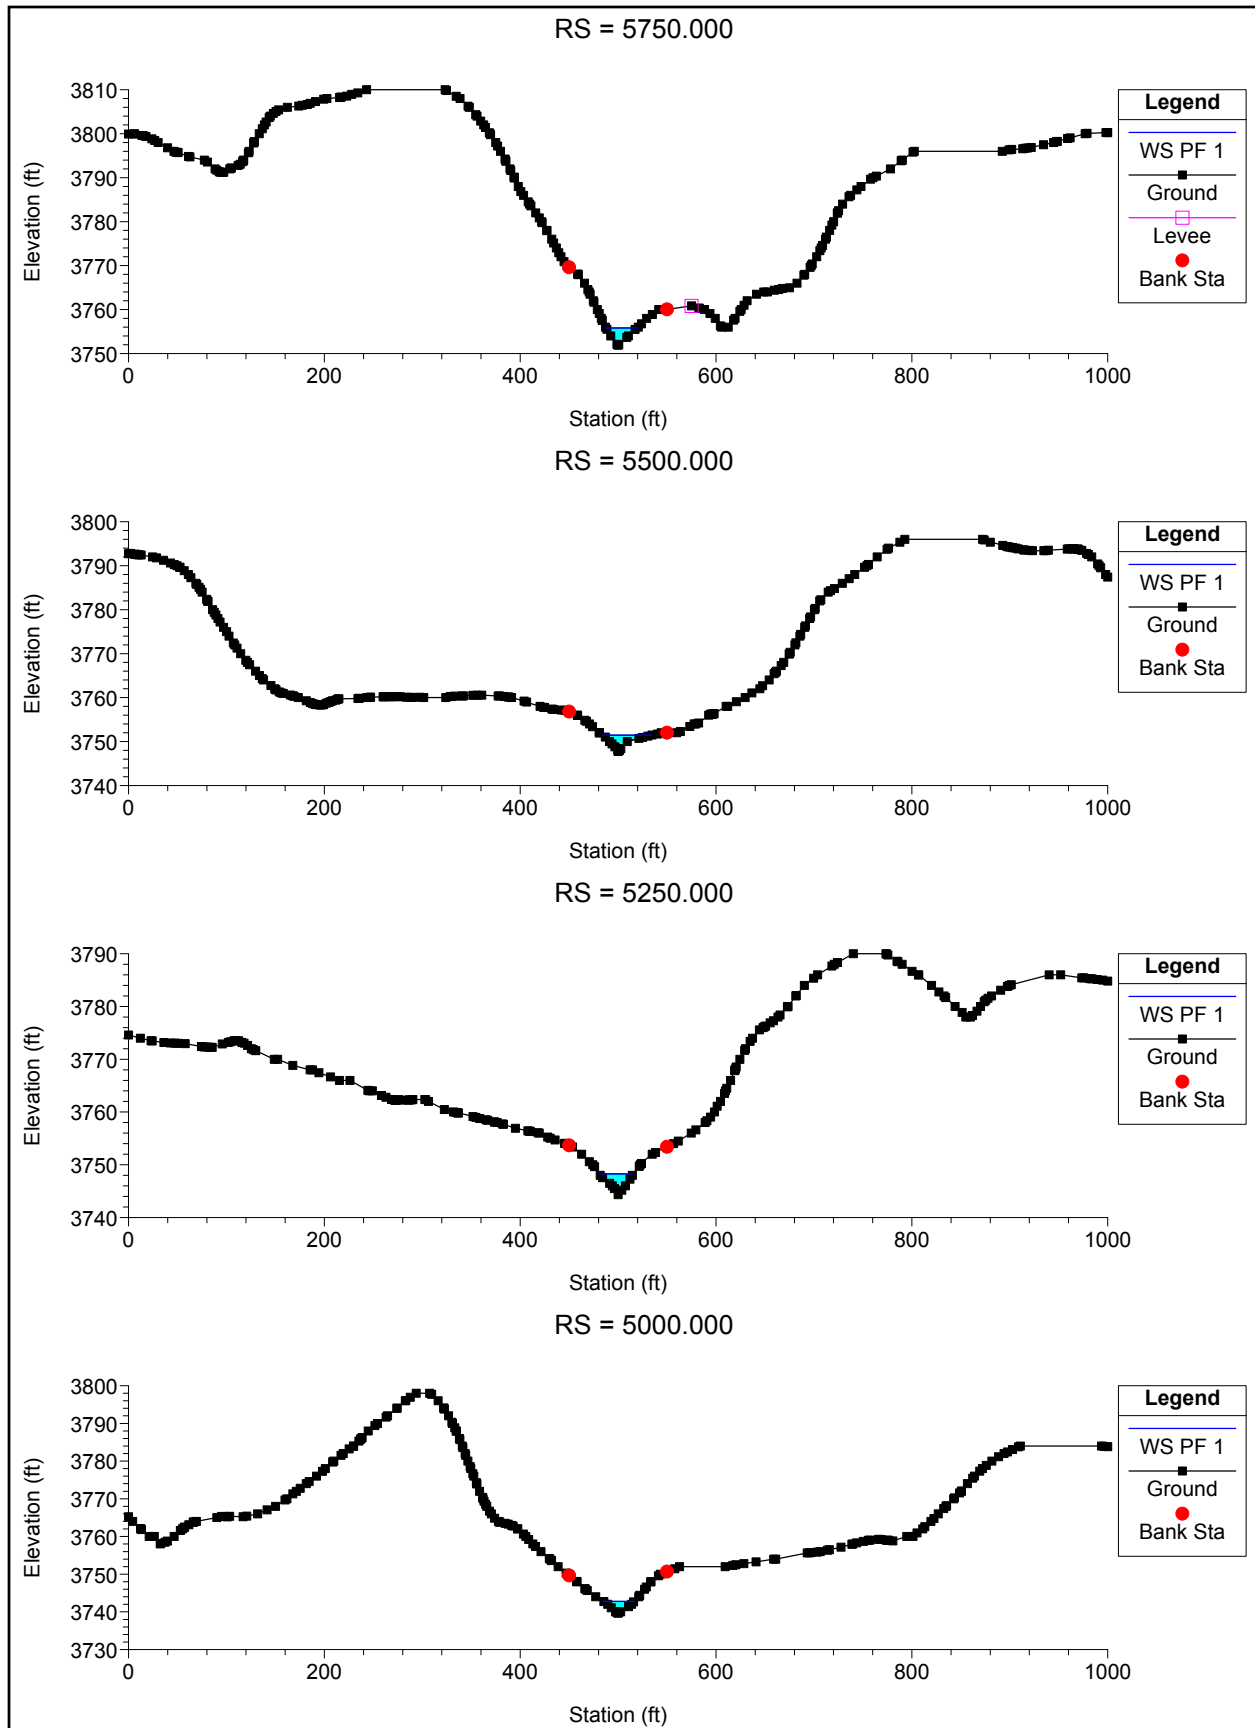 RS = 5750.000
3810
3800
3790
3780
3770
3760
3750
Elevation (ft)
0 200 400 600 800 1000
Station (ft)
Legend
WS PF 1
Ground
Levee
Bank Sta
RS = 5500.000
3800
3790
3780
3770
3760
3750
3740
Elevation (ft)
0 200 400 600 800 1000
Station (ft)
Legend
WS PF 1
Ground
Bank Sta
RS = 5250.000
3790
3780
3770
3760
3750
3740
Elevation (ft)
0 200 400 600 800 1000
Station (ft)
Legend
WS PF 1
Ground
Bank Sta
RS = 5000.000
3800
3790
3780
3770
3760
3750
3740
3730
Elevation (ft)
0 200 400 600 800 1000
Station (ft)
Legend
WS PF 1
Ground
Bank Sta